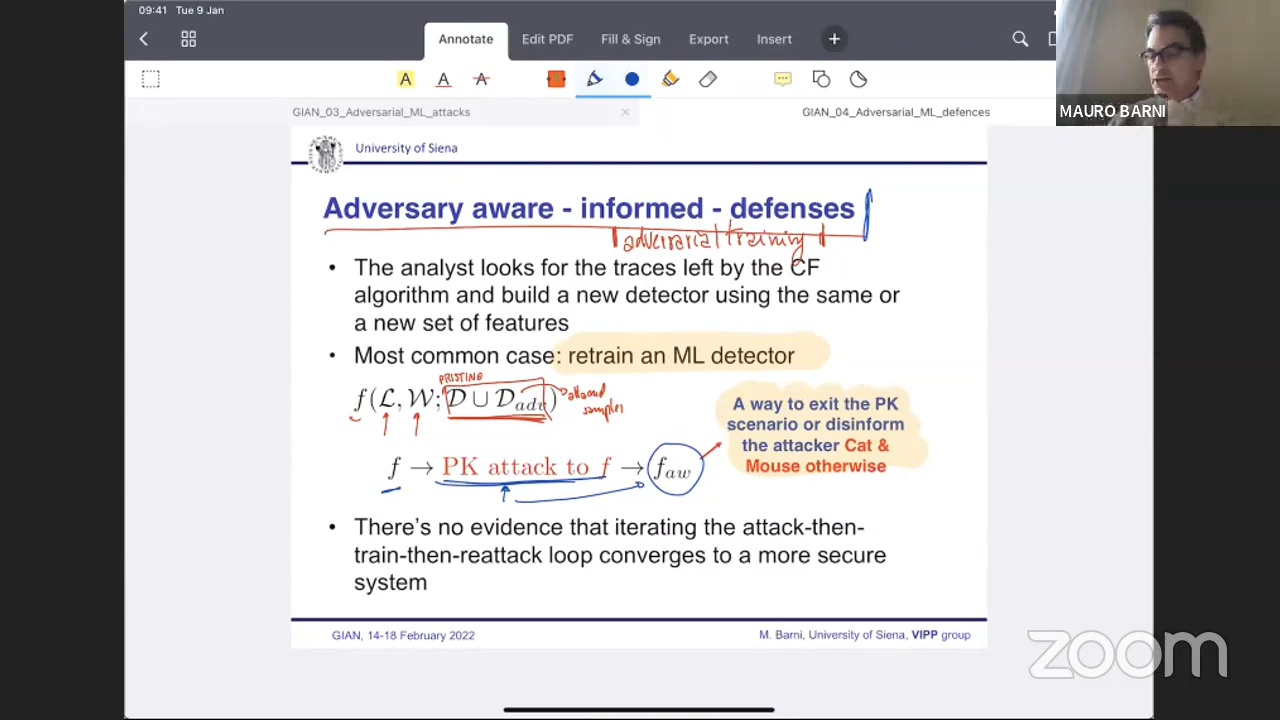 09:41 Tue 9 Jan
Annotate Edit PDF Fill & Sign Export Insert +
A A A
MAURO BARNI
GIAN_03_Adversarial_ML_attacks × GIAN_04_Adversarial_ML_defences
University of Siena
Adversary aware - informed - defenses
adversarial training
• The analyst looks for the traces left by the CF
algorithm and build a new detector using the same or
a new set of features
• Most common case: retrain an ML detector
PRISTINE
f(ℒ, 𝒲; 𝒟 ∪ 𝒟adv)
samples
A way to exit the PK
scenario or disinform
the attacker Cat &
Mouse otherwise
f → PK attack to f → faw
• There's no evidence that iterating the attack-then-
train-then-reattack loop converges to a more secure
system
GIAN, 14-18 February 2022 M. Barni, University of Siena, VIPP group
zoom